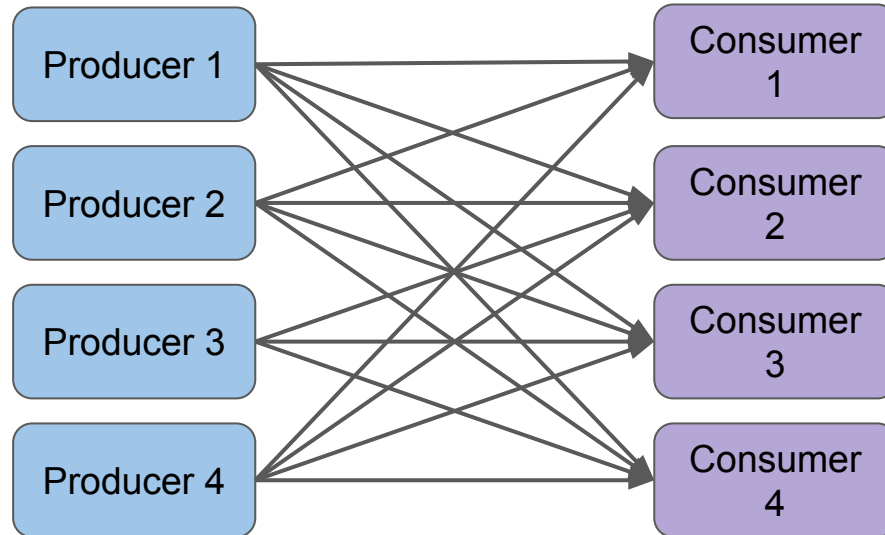 Producer 1
Consumer
1
Producer 2
Consumer
2
Producer 3
Consumer
3
Producer 4
Consumer
4